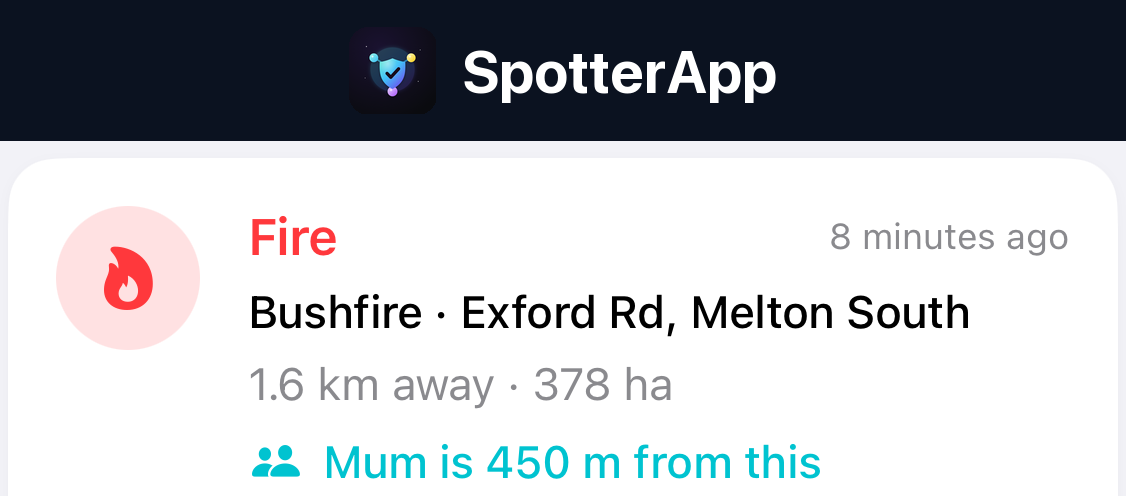 SpotterApp
Fire
8 minutes ago
Bushfire · Exford Rd, Melton South
1.6 km away · 378 ha
Mum is 450 m from this